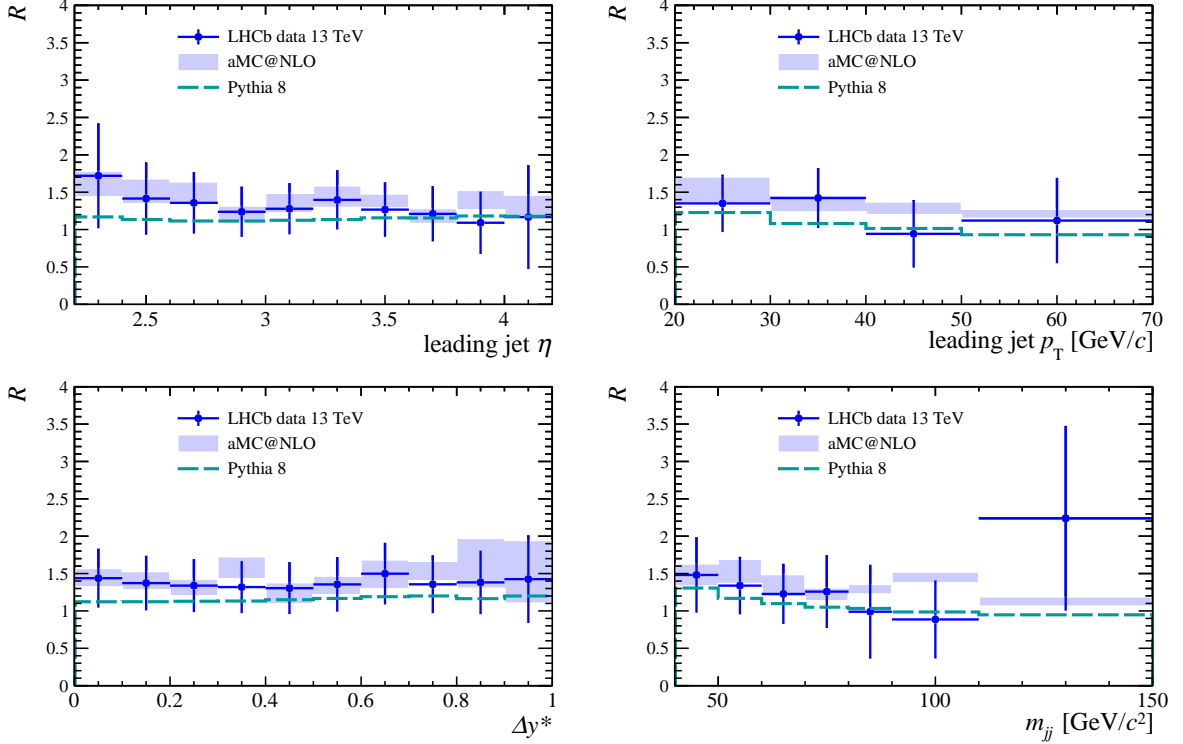 R
4
3.5
3
2.5
2
1.5
1
0.5
0
LHCb data 13 TeV
aMC@NLO
Pythia 8
2.5 3 3.5 4
leading jet η
R
4
3.5
3
2.5
2
1.5
1
0.5
0
LHCb data 13 TeV
aMC@NLO
Pythia 8
20 30 40 50 60 70
leading jet p_T [GeV/c]
R
4
3.5
3
2.5
2
1.5
1
0.5
0
LHCb data 13 TeV
aMC@NLO
Pythia 8
0 0.2 0.4 0.6 0.8 1
Δy*
R
4
3.5
3
2.5
2
1.5
1
0.5
0
LHCb data 13 TeV
aMC@NLO
Pythia 8
50 100 150
m_jj [GeV/c²]